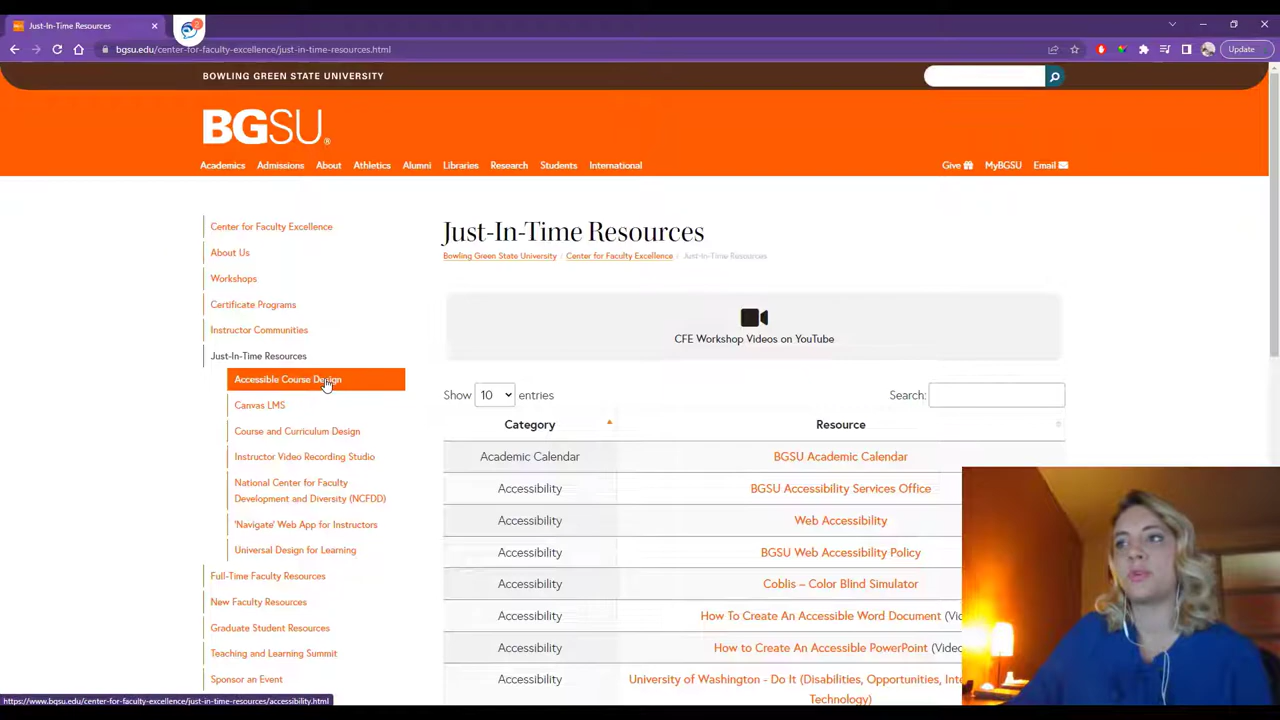 Just-In-Time Resources
bgsu.edu/center-for-faculty-excellence/just-in-time-resources.html
Update
BOWLING GREEN STATE UNIVERSITY
BGSU®
Academics Admissions About Athletics Alumni Libraries Research Students International Give MyBGSU Email
Center for Faculty Excellence
About Us
Workshops
Certificate Programs
Instructor Communities
Just-In-Time Resources
Accessible Course Design
Canvas LMS
Course and Curriculum Design
Instructor Video Recording Studio
National Center for Faculty
Development and Diversity (NCFDD)
'Navigate' Web App for Instructors
Universal Design for Learning
Full-Time Faculty Resources
New Faculty Resources
Graduate Student Resources
Teaching and Learning Summit
Sponsor an Event
Just-In-Time Resources
Bowling Green State University / Center for Faculty Excellence / Just-In-Time Resources
CFE Workshop Videos on YouTube
Show 10 entries Search:
Category Resource
Academic Calendar BGSU Academic Calendar
Accessibility BGSU Accessibility Services Office
Accessibility Web Accessibility
Accessibility BGSU Web Accessibility Policy
Accessibility Coblis – Color Blind Simulator
Accessibility How To Create An Accessible Word Document (Vid
Accessibility How to Create An Accessible PowerPoint (Video
Accessibility University of Washington - Do It (Disabilities, Opportunities, Int
Technology)
https://www.bgsu.edu/center-for-faculty-excellence/just-in-time-resources/accessibility.html